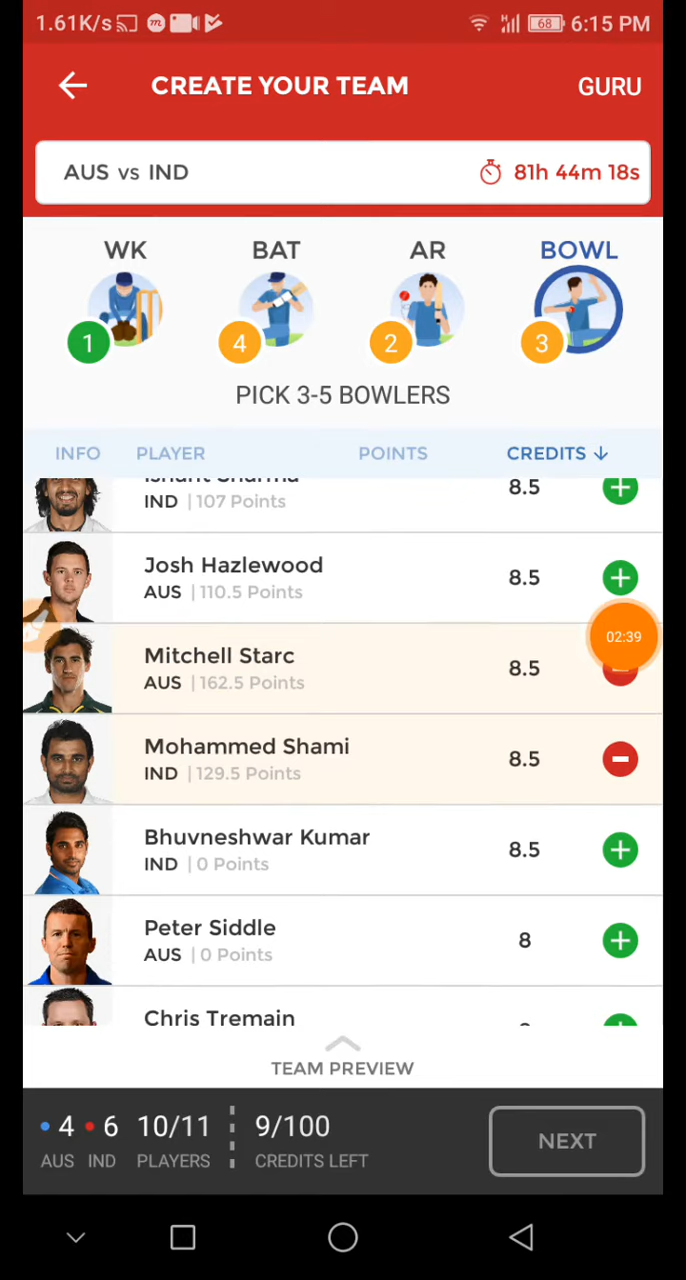 1.61K/s 68 6:15 PM
CREATE YOUR TEAM GURU
AUS vs IND 81h 44m 18s
WK BAT AR BOWL
1 4 2 3
PICK 3-5 BOWLERS
INFO PLAYER POINTS CREDITS ↓
Ishant Sharma 8.5
IND | 107 Points
Josh Hazlewood 8.5
AUS | 110.5 Points
02:39
Mitchell Starc 8.5
AUS | 162.5 Points
Mohammed Shami 8.5
IND | 129.5 Points
Bhuvneshwar Kumar 8.5
IND | 0 Points
Peter Siddle 8
AUS | 0 Points
Chris Tremain
TEAM PREVIEW
4 6 10/11 9/100 NEXT
AUS IND PLAYERS CREDITS LEFT